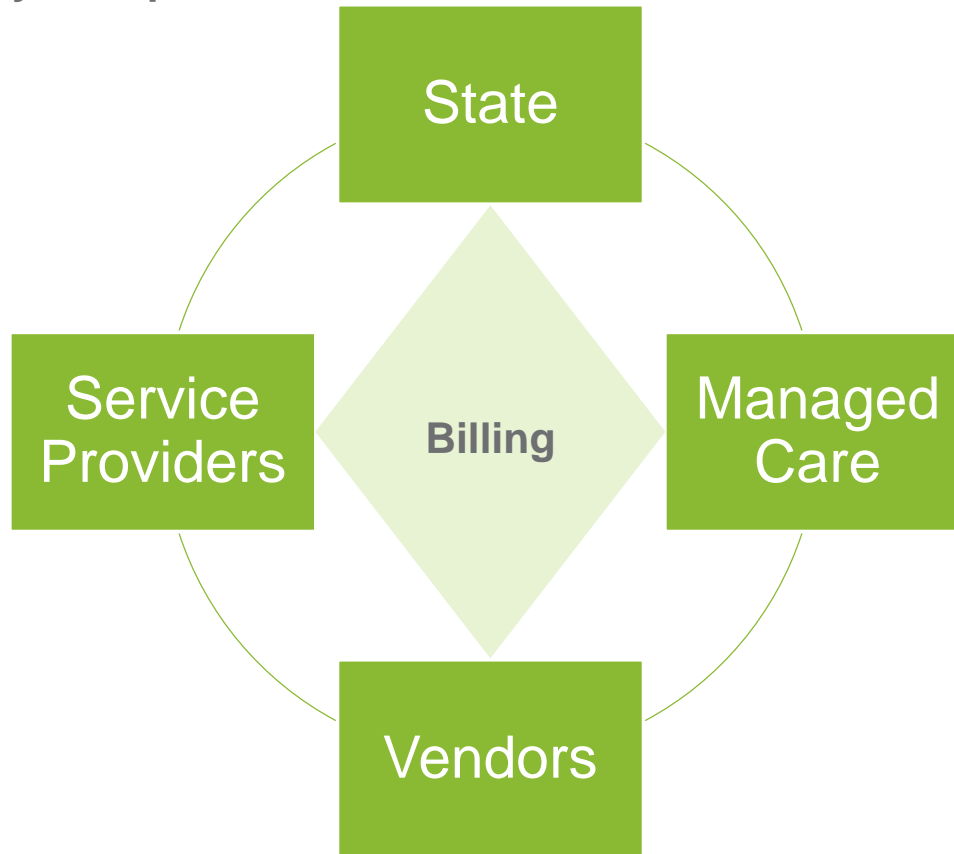 State
Service
Providers
Billing
Managed
Care
Vendors